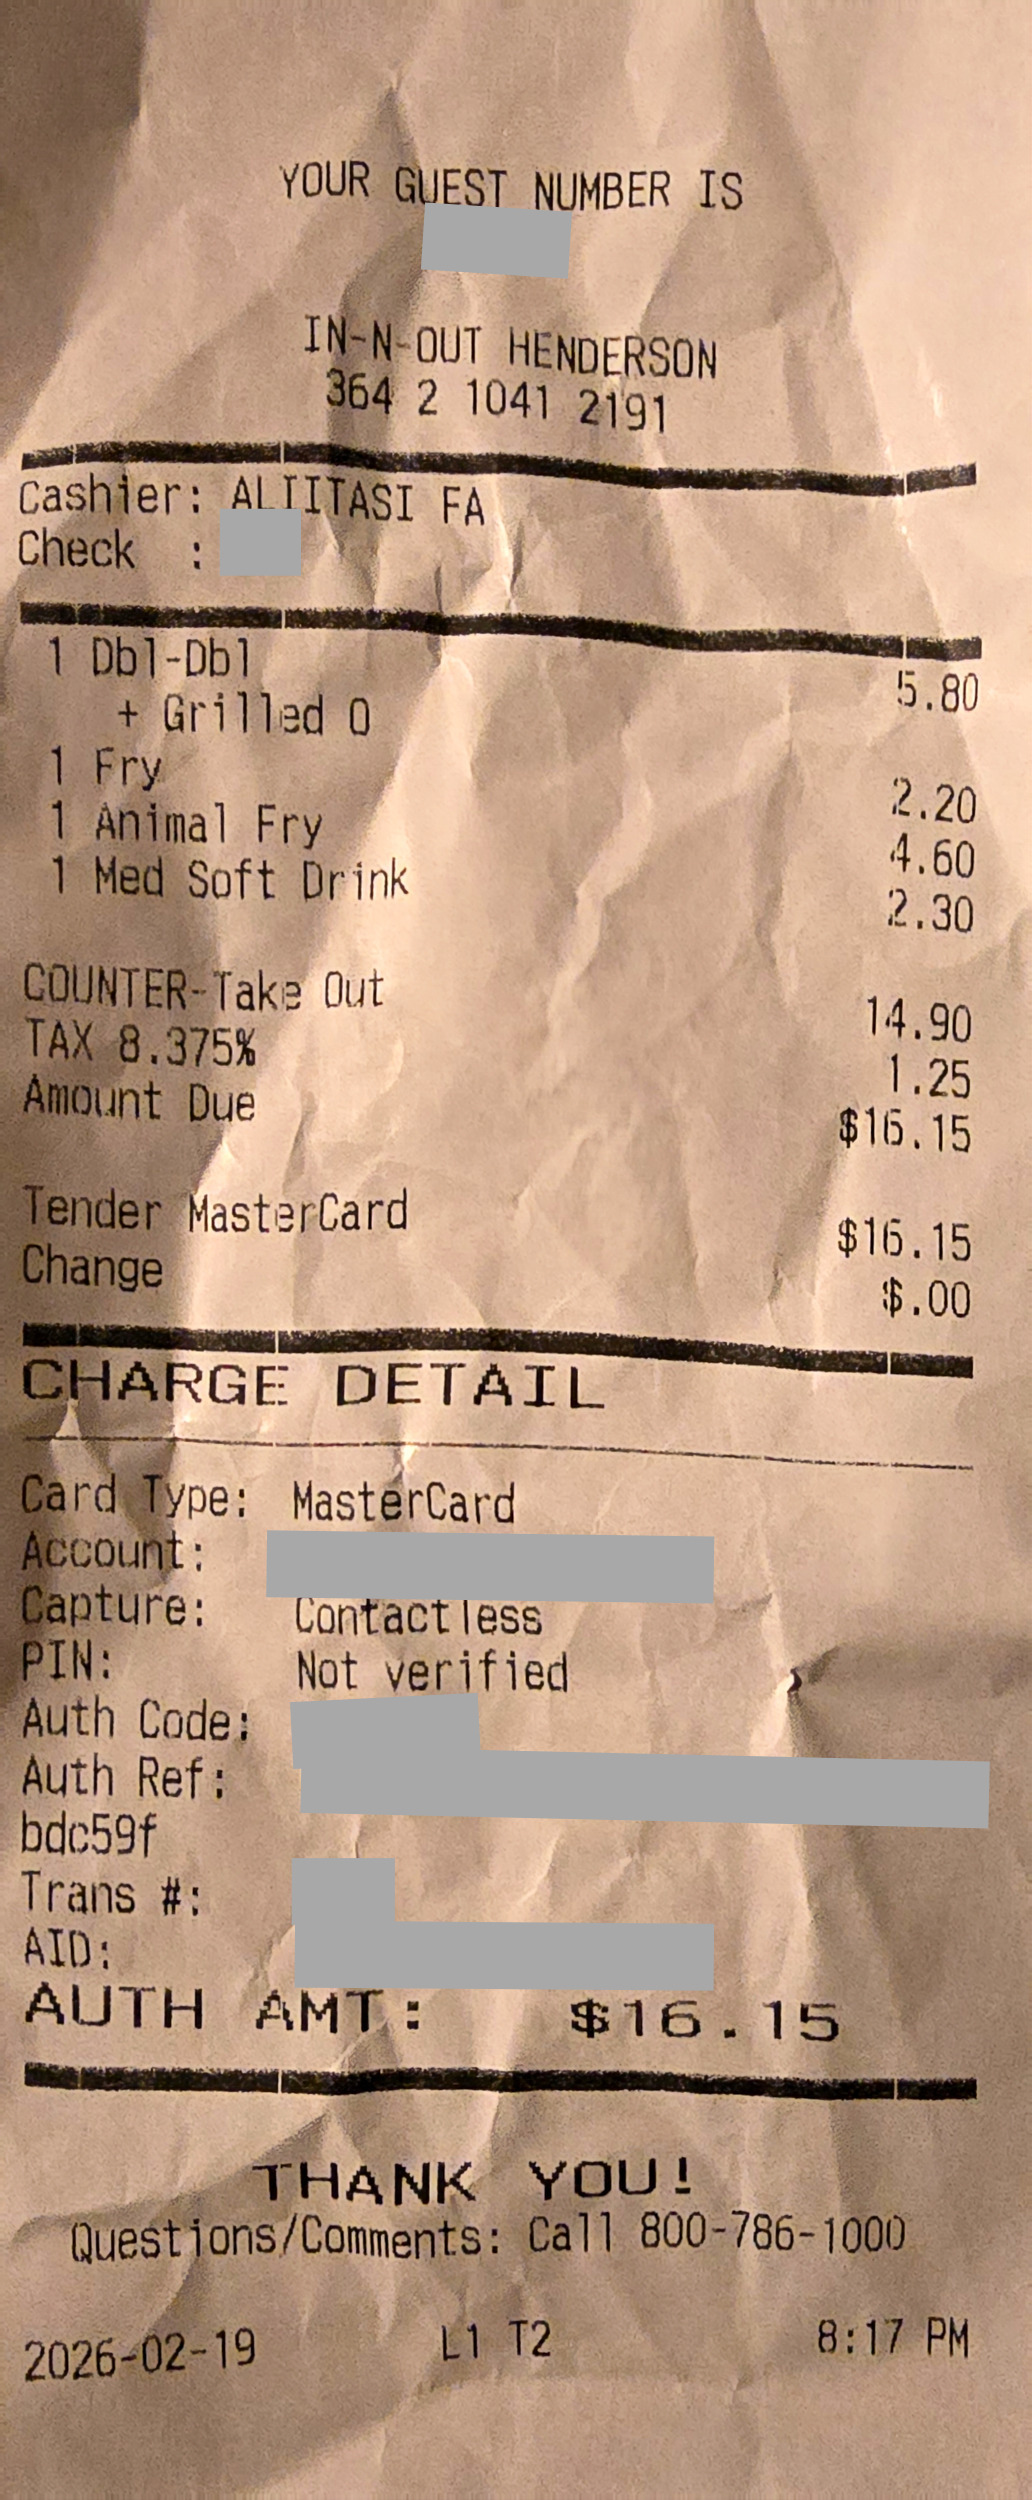 YOUR GUEST NUMBER IS
IN-N-OUT HENDERSON
364 2 1041 2191
Cashier: ALIITASI FA
Check :
1 Dbl-Dbl 5.80
+ Grilled O
1 Fry 2.20
1 Animal Fry 4.60
1 Med Soft Drink 2.30
COUNTER-Take Out 14.90
TAX 8.375% 1.25
Amount Due $16.15
Tender MasterCard $16.15
Change $.00
CHARGE DETAIL
Card Type: MasterCard
Account:
Capture: Contactless
PIN: Not verified
Auth Code:
Auth Ref:
bdc59f
Trans #:
AID:
AUTH AMT: $16.15
THANK YOU!
Questions/Comments: Call 800-786-1000
2026-02-19 L1 T2 8:17 PM